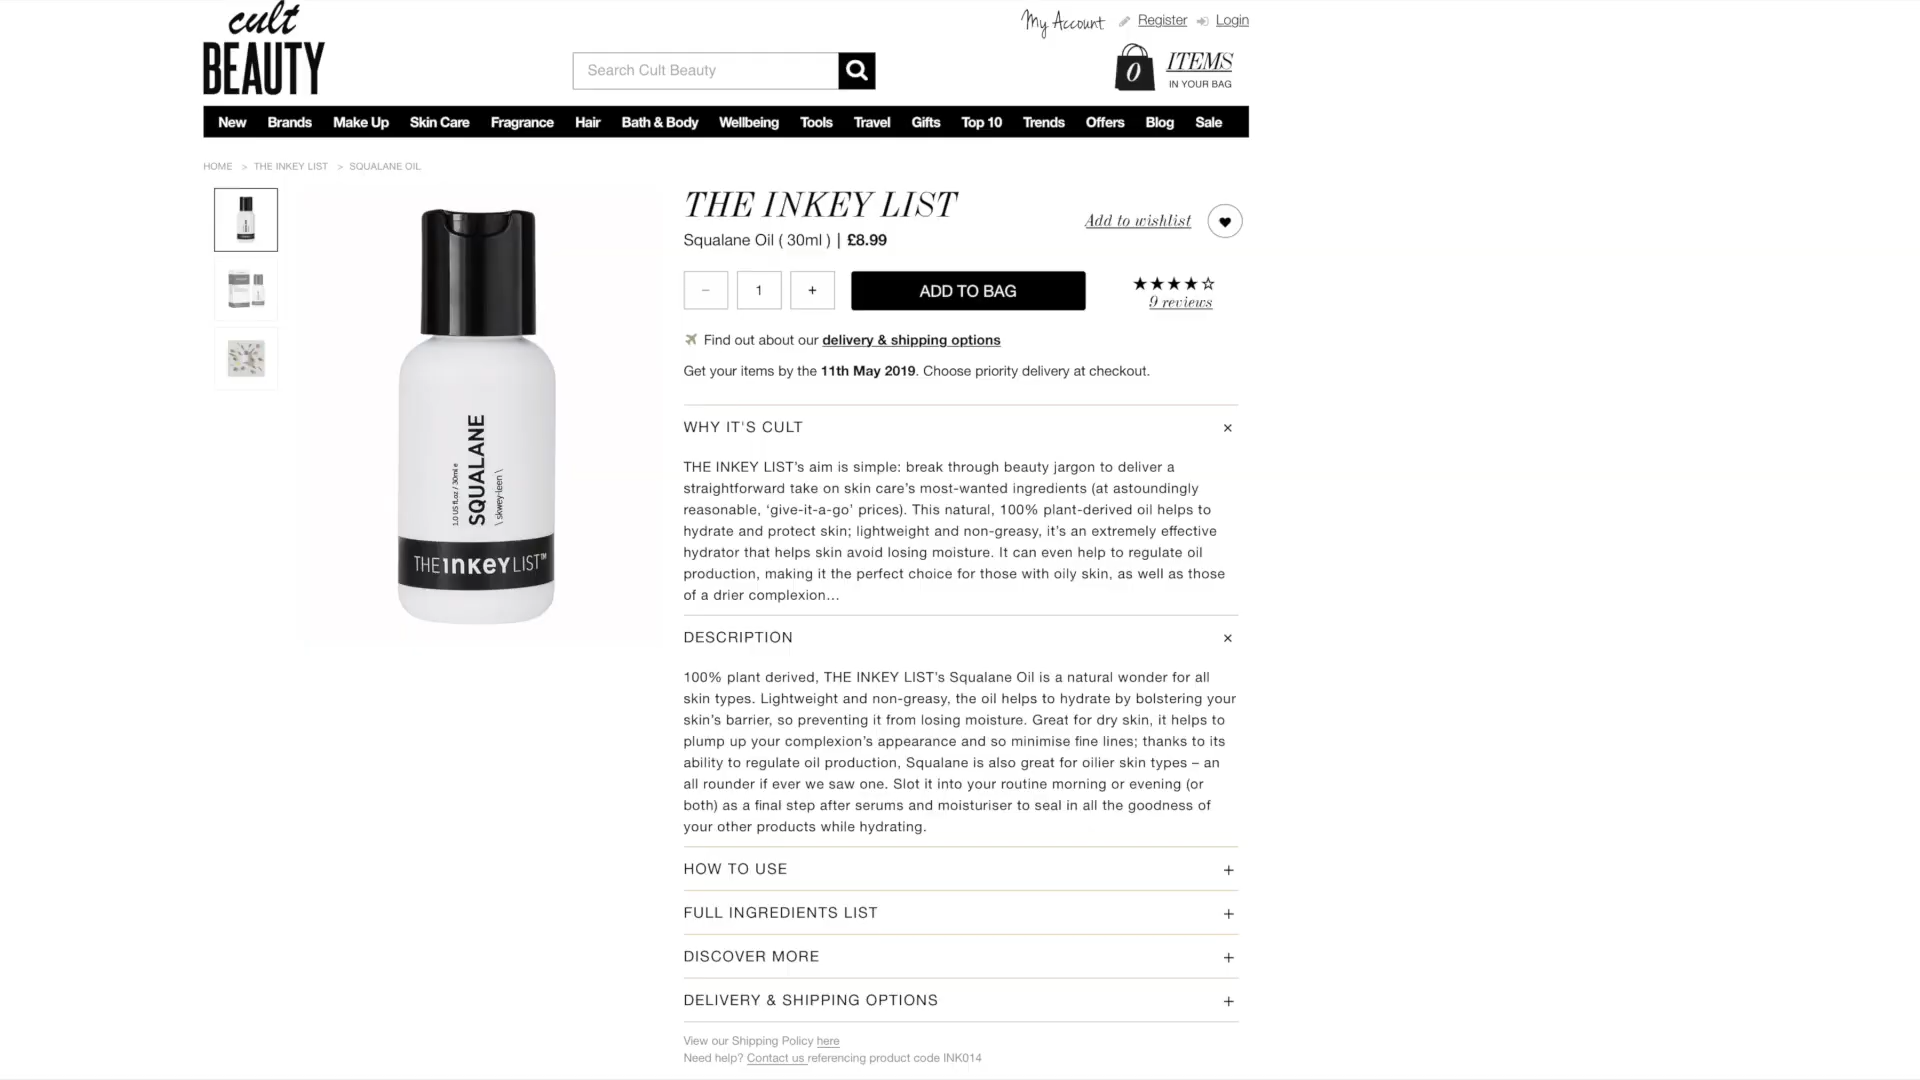 cult
BEAUTY
My Account
Register
Login
Search Cult Beauty
0
ITEMS
IN YOUR BAG
New
Brands
Make Up
Skin Care
Fragrance
Hair
Bath & Body
Wellbeing
Tools
Travel
Gifts
Top 10
Trends
Offers
Blog
Sale
HOME > THE INKEY LIST > SQUALANE OIL
1.0 US fl.oz / 30ml e
SQUALANE
\ skwey-leen \
THE INKEY LIST™
THE INKEY LIST
Squalane Oil ( 30ml ) | £8.99
Add to wishlist
− 1 +
ADD TO BAG
★★★★☆
9 reviews
Find out about our delivery & shipping options
Get your items by the 11th May 2019. Choose priority delivery at checkout.
WHY IT'S CULT ×
THE INKEY LIST’s aim is simple: break through beauty jargon to deliver a
straightforward take on skin care’s most-wanted ingredients (at astoundingly
reasonable, ‘give-it-a-go’ prices). This natural, 100% plant-derived oil helps to
hydrate and protect skin; lightweight and non-greasy, it’s an extremely effective
hydrator that helps skin avoid losing moisture. It can even help to regulate oil
production, making it the perfect choice for those with oily skin, as well as those
of a drier complexion…
DESCRIPTION ×
100% plant derived, THE INKEY LIST’s Squalane Oil is a natural wonder for all
skin types. Lightweight and non-greasy, the oil helps to hydrate by bolstering your
skin’s barrier, so preventing it from losing moisture. Great for dry skin, it helps to
plump up your complexion’s appearance and so minimise fine lines; thanks to its
ability to regulate oil production, Squalane is also great for oilier skin types – an
all rounder if ever we saw one. Slot it into your routine morning or evening (or
both) as a final step after serums and moisturiser to seal in all the goodness of
your other products while hydrating.
HOW TO USE +
FULL INGREDIENTS LIST +
DISCOVER MORE +
DELIVERY & SHIPPING OPTIONS +
View our Shipping Policy here
Need help? Contact us referencing product code INK014